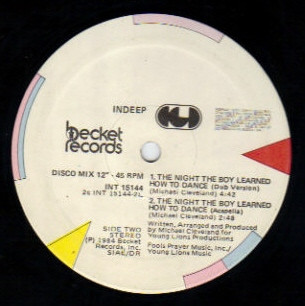 INDEEP
becket
records
DISCO MIX 12" - 45 RPM
INT 15144
2s INT 15144-2L
SIDE TWO
STEREO
(P) 1984 Becket
Records, Inc.
SIAE/DR
1. THE NIGHT THE BOY LEARNED
HOW TO DANCE (Dub Version)
(Michael Cleveland) 4:42
2. THE NIGHT THE BOY LEARNED
HOW TO DANCE (Acapella)
(Michael Cleveland) 2:48
Written, Arranged and Produced
by Michael Cleveland for
Young Lions Productions
Fools Prayer Music, Inc./
Young Lions Music